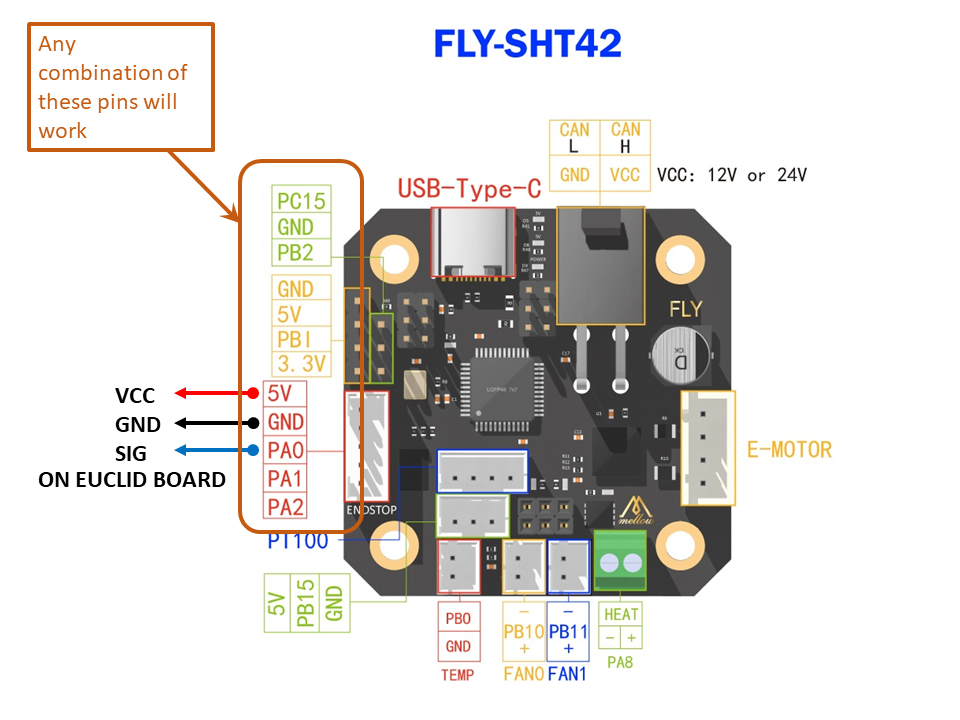 FLY-SHT42
Any
combination of
these pins will
work
CAN
L
CAN
H
GND
VCC
VCC: 12V or 24V
USB-Type-C
PC15
GND
PB2
GND
5V
PBI
3.3V
FLY
5V
GND
PA0
PA1
PA2
VCC
GND
SIG
ON EUCLID BOARD
ENDSTOP
E-MOTOR
mellow
PT100
5V
PB15
GND
PB0
GND
TEMP
−
PB10
+
FAN0
−
PB11
+
FAN1
HEAT
− +
PA8